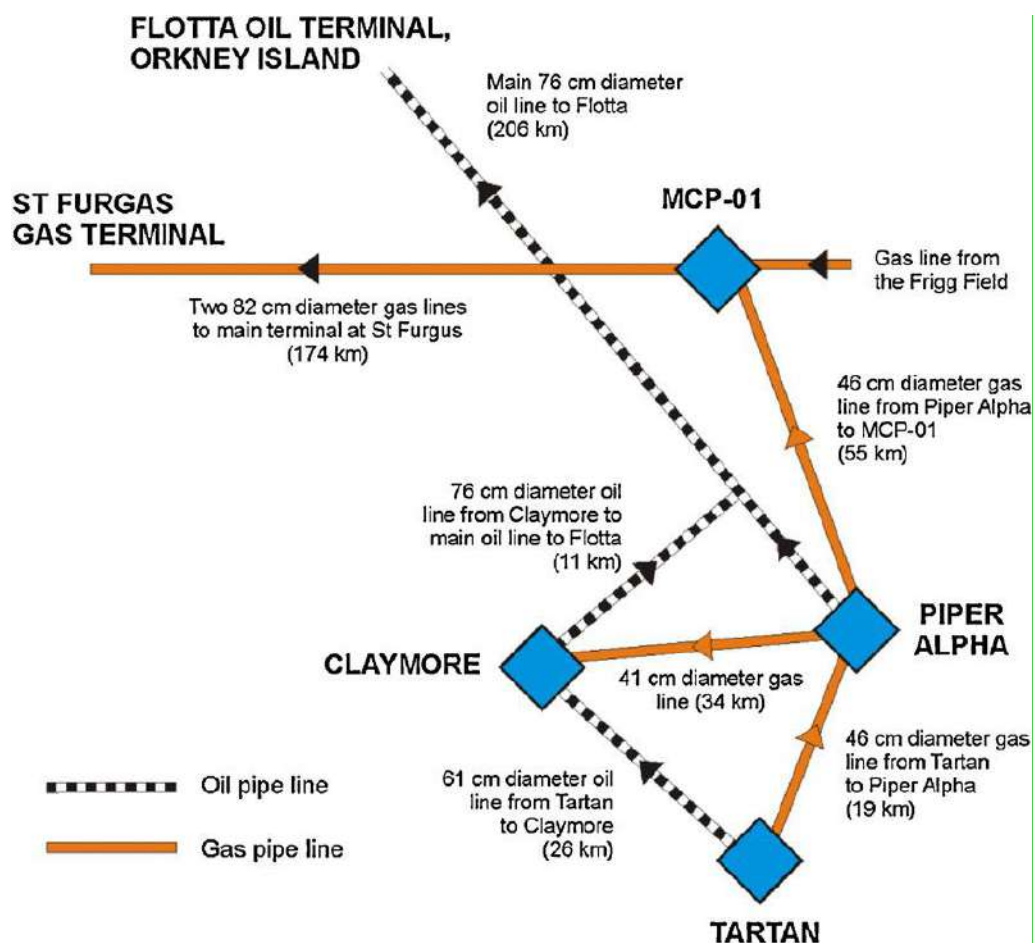 FLOTTA OIL TERMINAL,
ORKNEY ISLAND
Main 76 cm diameter
oil line to Flotta
(206 km)
ST FURGAS
GAS TERMINAL
MCP-01
Gas line from
the Frigg Field
Two 82 cm diameter gas lines
to main terminal at St Furgus
(174 km)
46 cm diameter gas
line from Piper Alpha
to MCP-01
(55 km)
76 cm diameter oil
line from Claymore to
main oil line to Flotta
(11 km)
PIPER
ALPHA
CLAYMORE
41 cm diameter gas
line (34 km)
46 cm diameter gas
line from Tartan
to Piper Alpha
(19 km)
61 cm diameter oil
line from Tartan
to Claymore
(26 km)
Oil pipe line
Gas pipe line
TARTAN